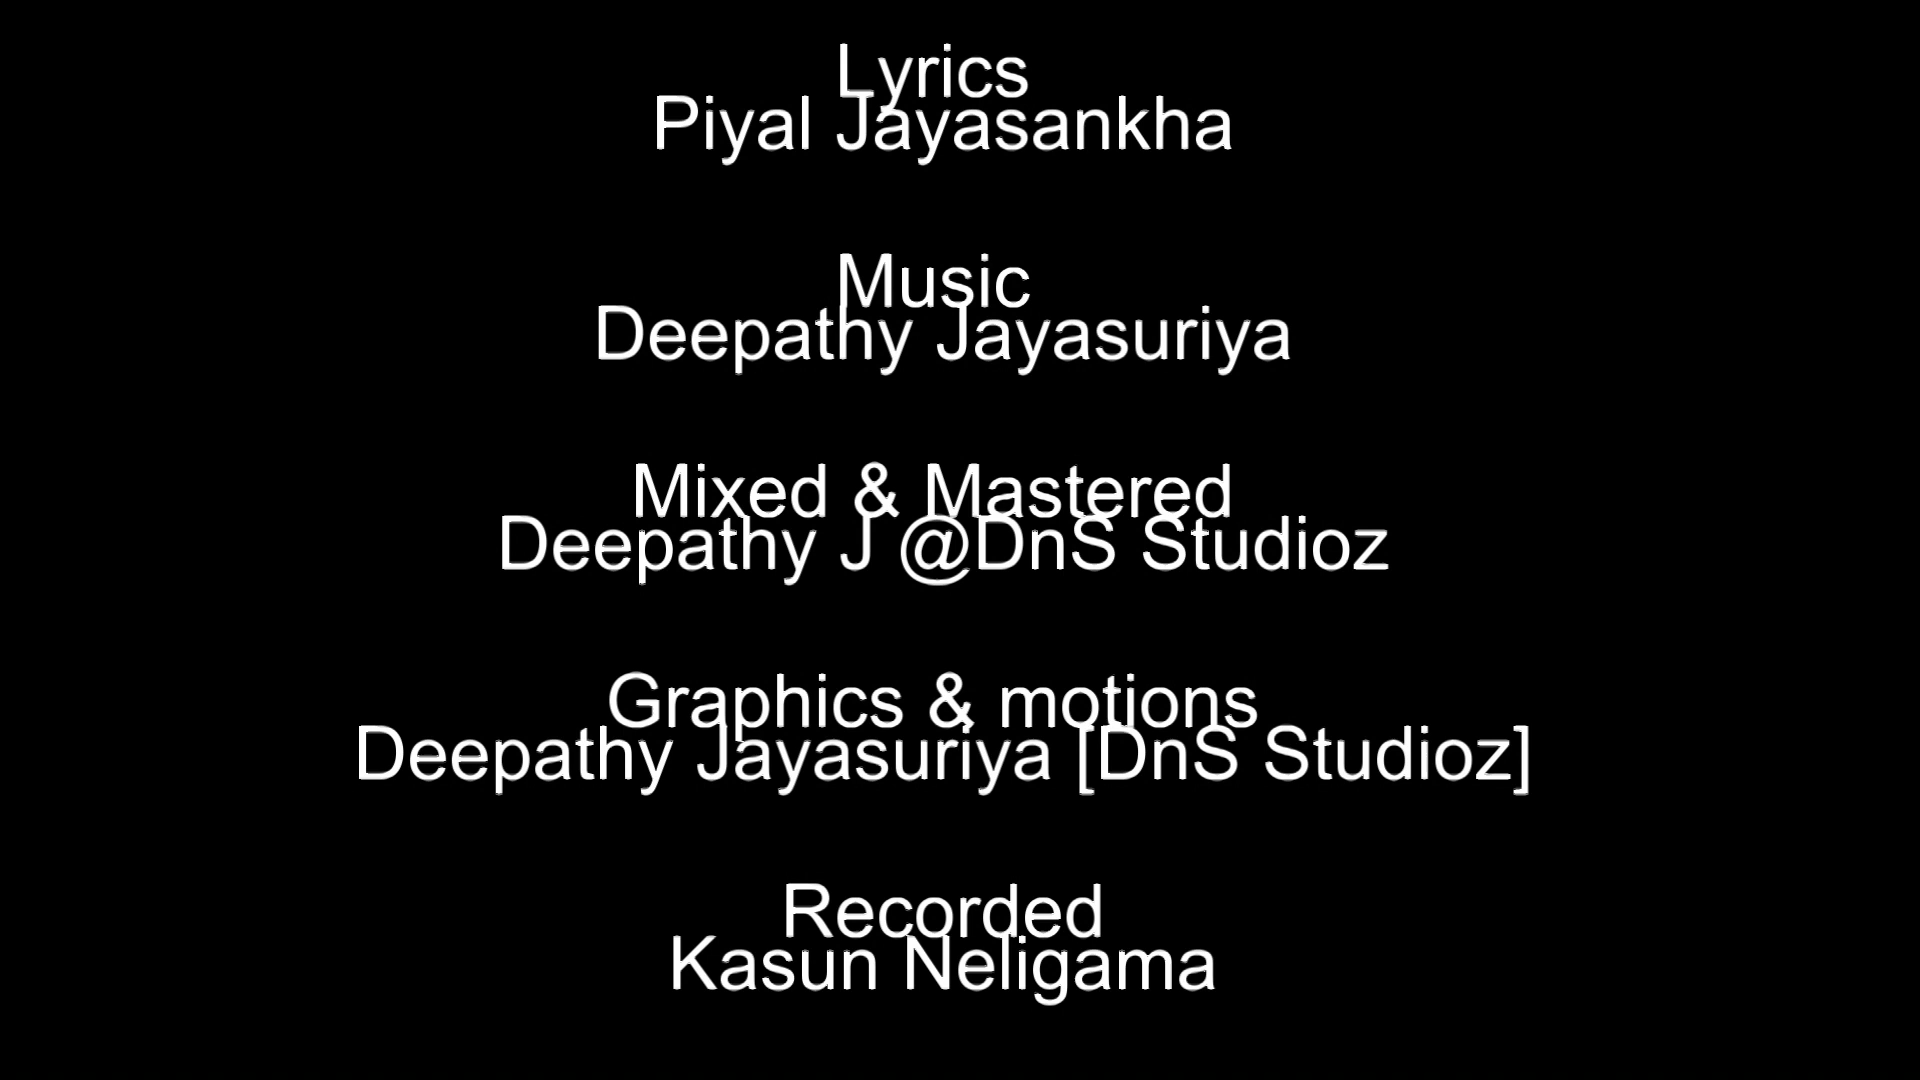 Lyrics
Piyal Jayasankha
Music
Deepathy Jayasuriya
Mixed & Mastered
Deepathy J @DnS Studioz
Graphics & motions
Deepathy Jayasuriya [DnS Studioz]
Recorded
Kasun Neligama